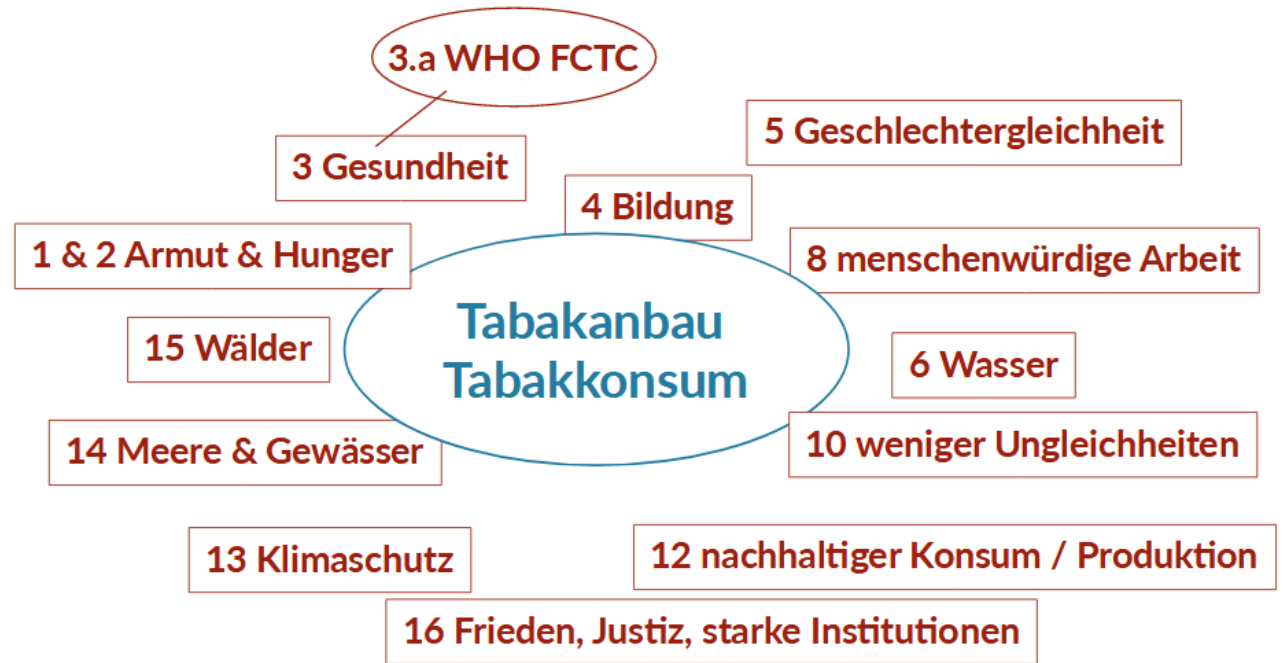 3.a WHO FCTC
5 Geschlechtergleichheit
3 Gesundheit
4 Bildung
1 & 2 Armut & Hunger
8 menschenwürdige Arbeit
Tabakanbau
Tabakkonsum
15 Wälder
6 Wasser
14 Meere & Gewässer
10 weniger Ungleichheiten
13 Klimaschutz
12 nachhaltiger Konsum / Produktion
16 Frieden, Justiz, starke Institutionen